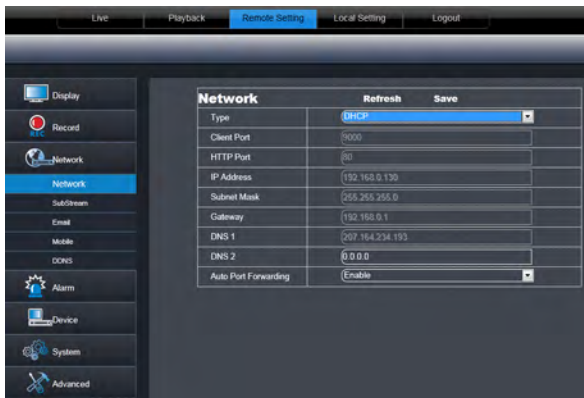 Live Playback Remote Setting Local Setting Logout
Display
REC Record
Network
Network
SubStream
Email
Mobile
DDNS
Alarm
Device
System
Advanced
Network Refresh Save
Type DHCP
Client Port 9000
HTTP Port 80
IP Address 192.168.0.130
Subnet Mask 255.255.255.0
Gateway 192.168.0.1
DNS 1 207.164.234.193
DNS 2 0.0.0.0
Auto Port Forwarding Enable